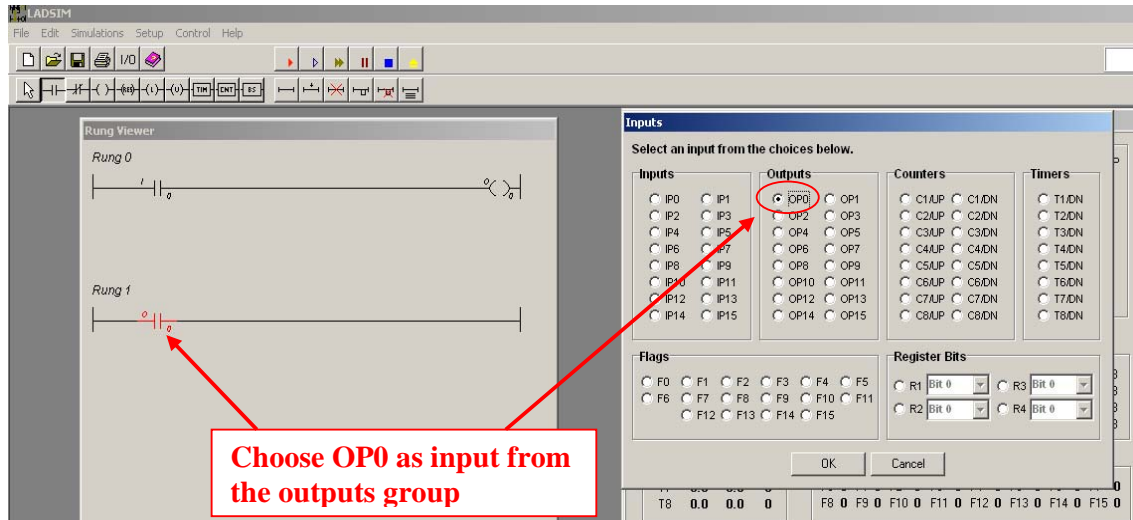 LADSIM
File Edit Simulations Setup Control Help
I/O
(RES) (L) (U) TIM CNT BS
Rung Viewer
Rung 0
I 0 O 0
Rung 1
O 0
Inputs
Select an input from the choices below.
Inputs Outputs Counters Timers
IP0 IP1 OP0 OP1 C1/UP C1/DN T1/DN
IP2 IP3 OP2 OP3 C2/UP C2/DN T2/DN
IP4 IP5 OP4 OP5 C3/UP C3/DN T3/DN
IP6 IP7 OP6 OP7 C4/UP C4/DN T4/DN
IP8 IP9 OP8 OP9 C5/UP C5/DN T5/DN
IP10 IP11 OP10 OP11 C6/UP C6/DN T6/DN
IP12 IP13 OP12 OP13 C7/UP C7/DN T7/DN
IP14 IP15 OP14 OP15 C8/UP C8/DN T8/DN
Flags Register Bits
F0 F1 F2 F3 F4 F5
F6 F7 F8 F9 F10 F11
F12 F13 F14 F15
R1 Bit 0 R3 Bit 0
R2 Bit 0 R4 Bit 0
OK Cancel
T8 0.0 0.0 0 F8 0 F9 0 F10 0 F11 0 F12 0 F13 0 F14 0 F15 0
Choose OP0 as input from
the outputs group